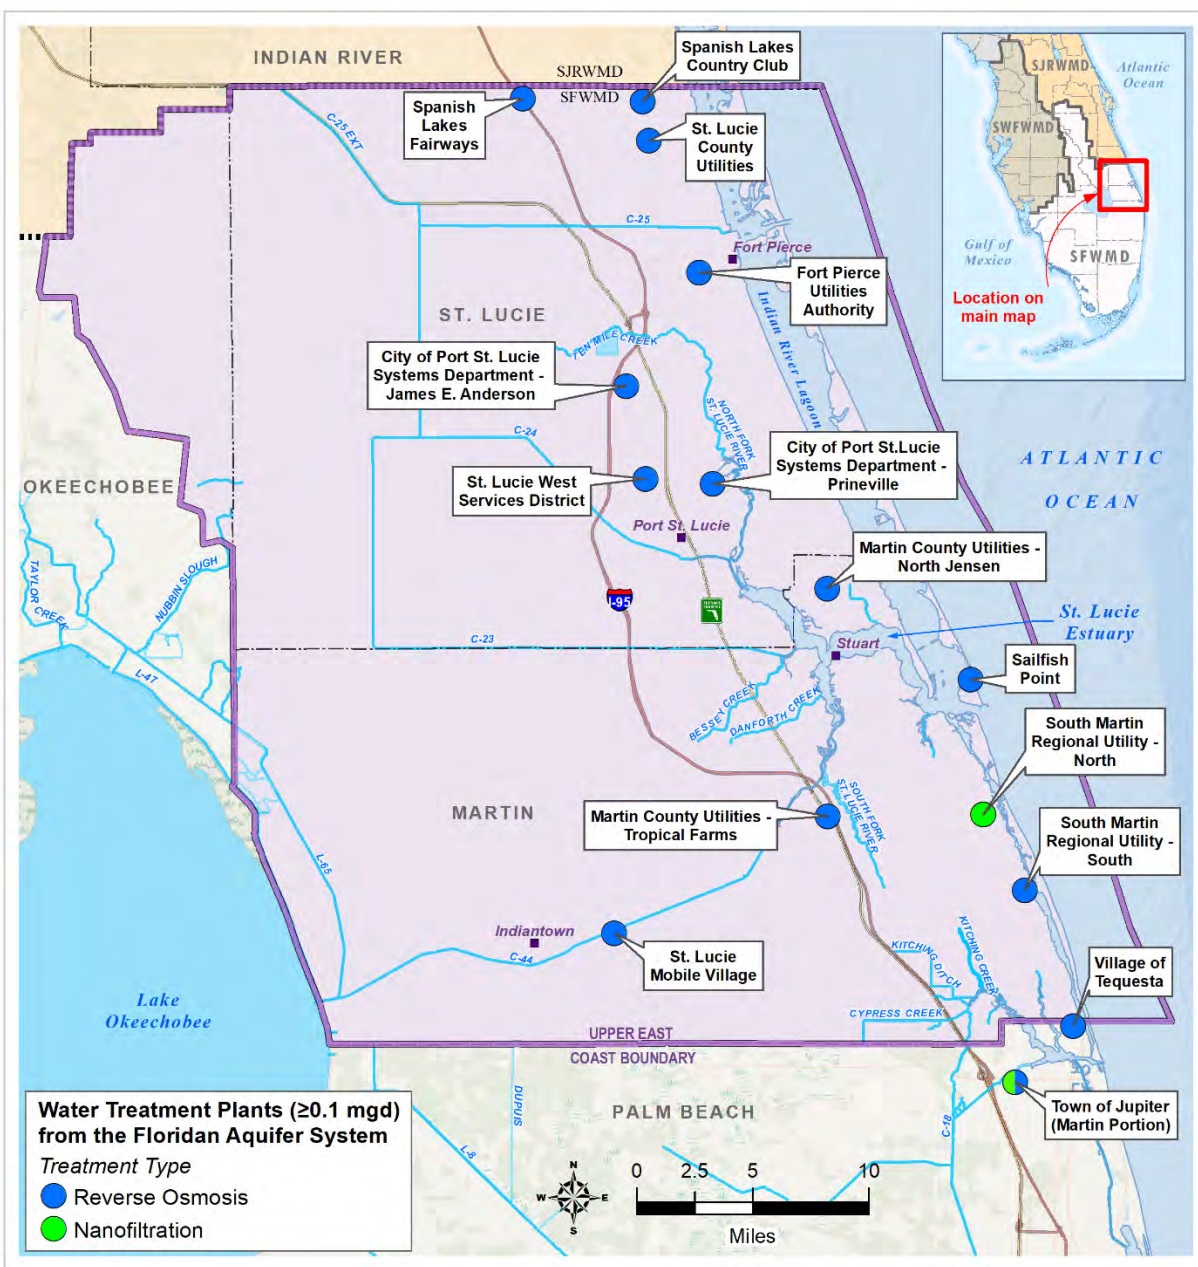 INDIAN RIVER
SJRWMD
SFWMD
Spanish Lakes
Country Club
Spanish
Lakes
Fairways
St. Lucie
County
Utilities
C-25 EXT
C-25
Fort Pierce
Fort Pierce
Utilities
Authority
Indian River Lagoon
ST. LUCIE
TEN MILE CREEK
City of Port St. Lucie
Systems Department -
James E. Anderson
NORTH FORK
ST. LUCIE RIVER
C-24
City of Port St.Lucie
Systems Department -
Prineville
St. Lucie West
Services District
Port St. Lucie
OKEECHOBEE
TAYLOR CREEK
NUBBIN SLOUGH
L-47
I-95
C-23
Martin County Utilities -
North Jensen
Stuart
St. Lucie
Estuary
Sailfish
Point
BESSEY CREEK
DANFORTH CREEK
South Martin
Regional Utility -
North
MARTIN
Martin County Utilities -
Tropical Farms
SOUTH FORK
ST. LUCIE RIVER
South Martin
Regional Utility -
South
L-65
Indiantown
C-44
St. Lucie
Mobile Village
KITCHING DITCH
KITCHING CREEK
CYPRESS CREEK
Village of
Tequesta
Lake
Okeechobee
UPPER EAST
COAST BOUNDARY
Town of Jupiter
(Martin Portion)
C-18
DUPUIS
L-8
PALM BEACH
ATLANTIC
OCEAN
SJRWMD
Atlantic
Ocean
SWFWMD
Gulf of
Mexico
SFWMD
Location on
main map
Water Treatment Plants (≥0.1 mgd)
from the Floridan Aquifer System
Treatment Type
Reverse Osmosis
Nanofiltration
N
W E
S
0 2.5 5 10
Miles